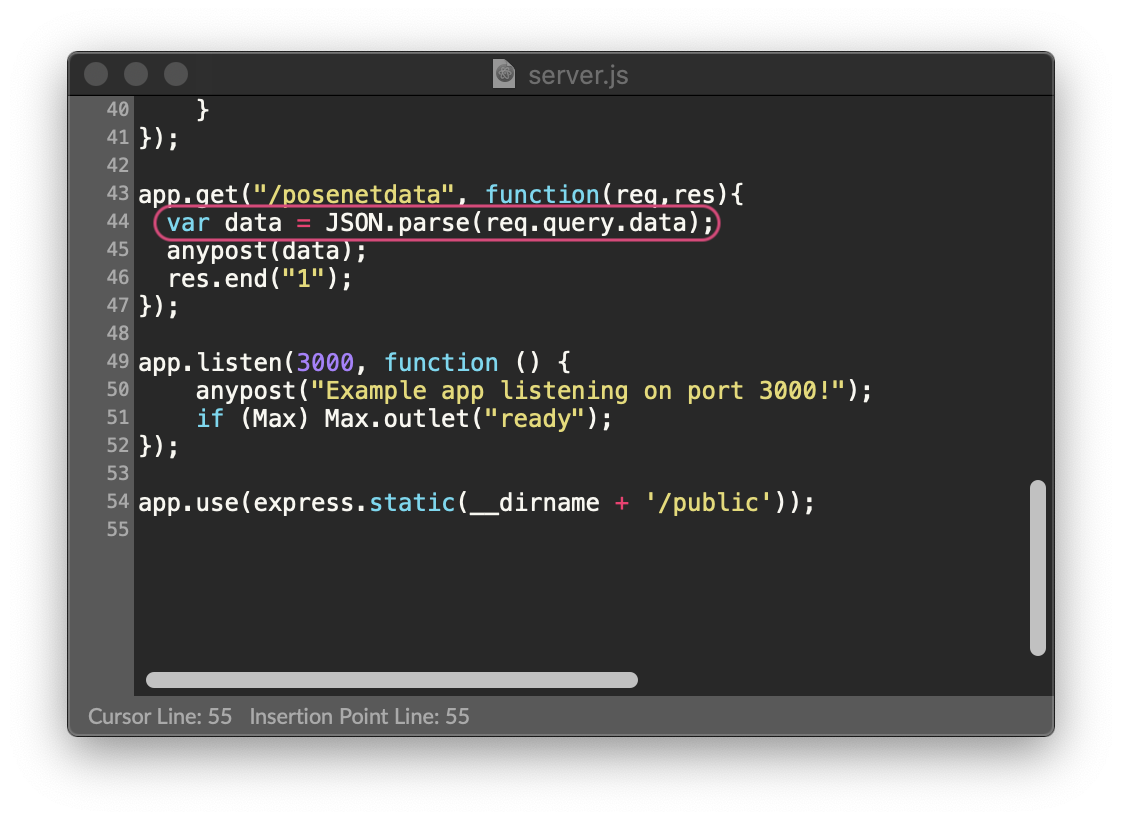 server.js
40     }
41 });
42
43 app.get("/posenetdata", function(req,res){
44   var data = JSON.parse(req.query.data);
45   anypost(data);
46   res.end("1");
47 });
48
49 app.listen(3000, function () {
50     anypost("Example app listening on port 3000!");
51     if (Max) Max.outlet("ready");
52 });
53
54 app.use(express.static(__dirname + '/public'));
55
Cursor Line: 55   Insertion Point Line: 55